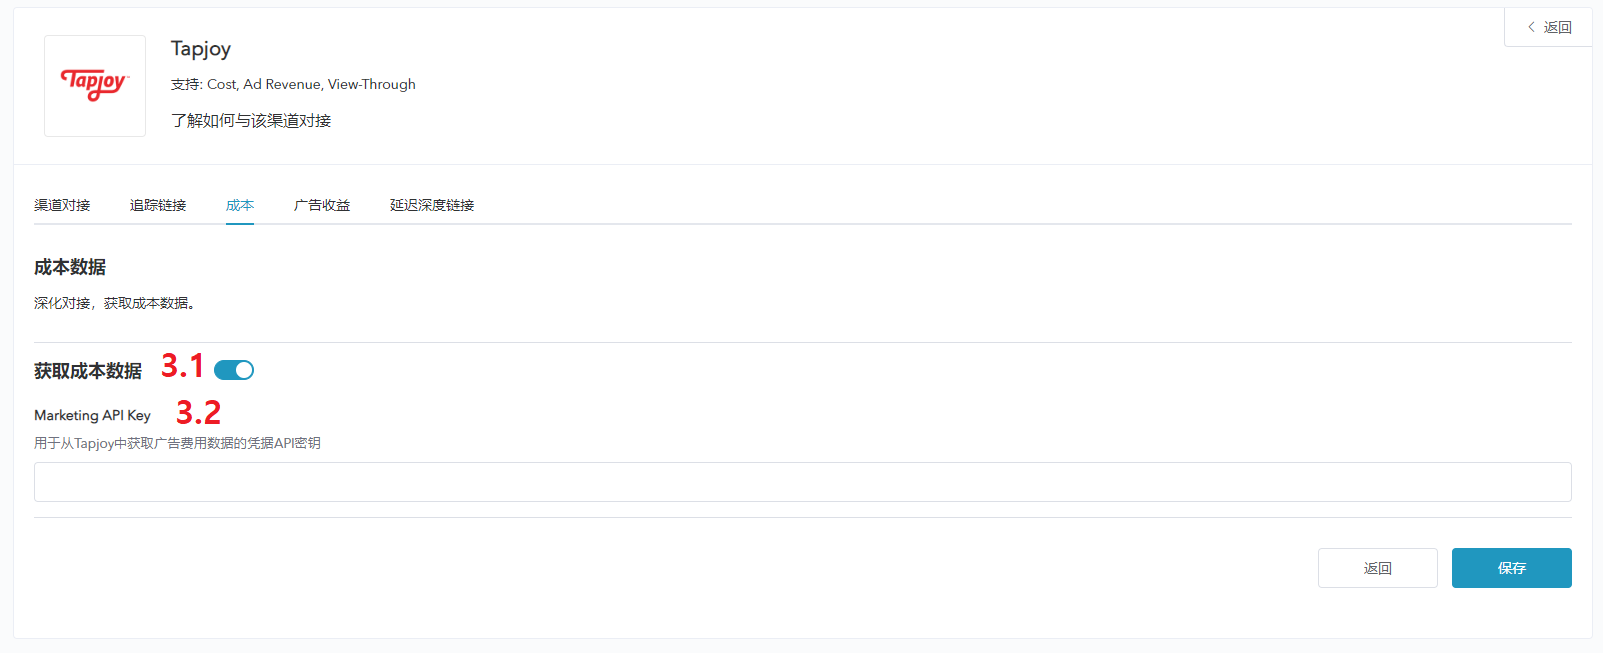 返回
Tapjoy
Tapjoy
支持: Cost, Ad Revenue, View-Through
了解如何与该渠道对接
渠道对接 追踪链接 成本 广告收益 延迟深度链接
成本数据
深化对接，获取成本数据。
获取成本数据 3.1
Marketing API Key 3.2
用于从Tapjoy中获取广告费用数据的凭据API密钥
返回 保存